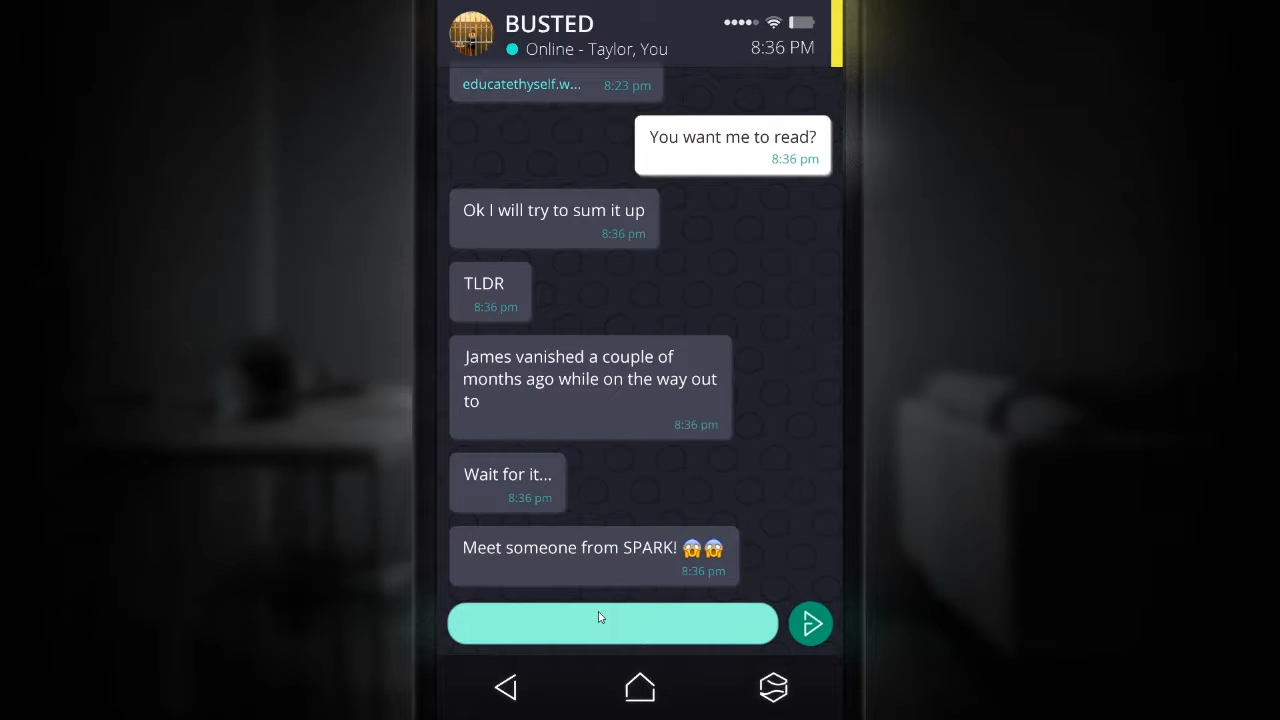 BUSTED
Online - Taylor, You
8:36 PM
educatethyself.w...
8:23 pm
You want me to read?
8:36 pm
Ok I will try to sum it up
8:36 pm
TLDR
8:36 pm
James vanished a couple of
months ago while on the way out
to
8:36 pm
Wait for it...
8:36 pm
Meet someone from SPARK! 😱😱
8:36 pm